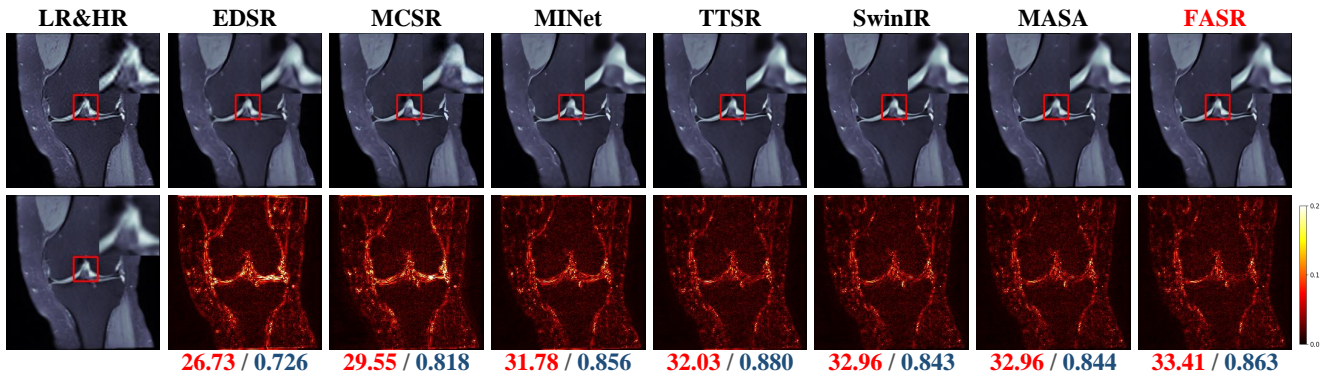 LR&HR EDSR MCSR MINet TTSR SwinIR MASA FASR
0.2
0.1
0.0
26.73 / 0.726 29.55 / 0.818 31.78 / 0.856 32.03 / 0.880 32.96 / 0.843 32.96 / 0.844 33.41 / 0.863